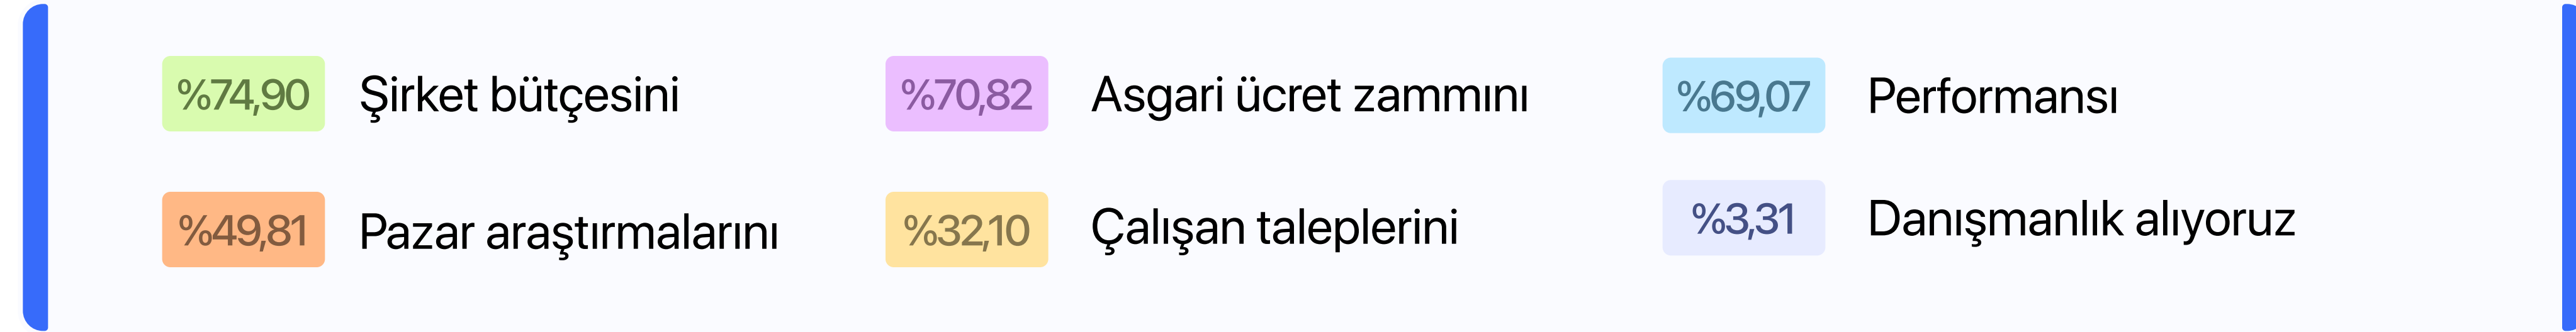 %74,90 Şirket bütçesini
%70,82 Asgari ücret zammını
%69,07 Performansı
%49,81 Pazar araştırmalarını
%32,10 Çalışan taleplerini
%3,31 Danışmanlık alıyoruz